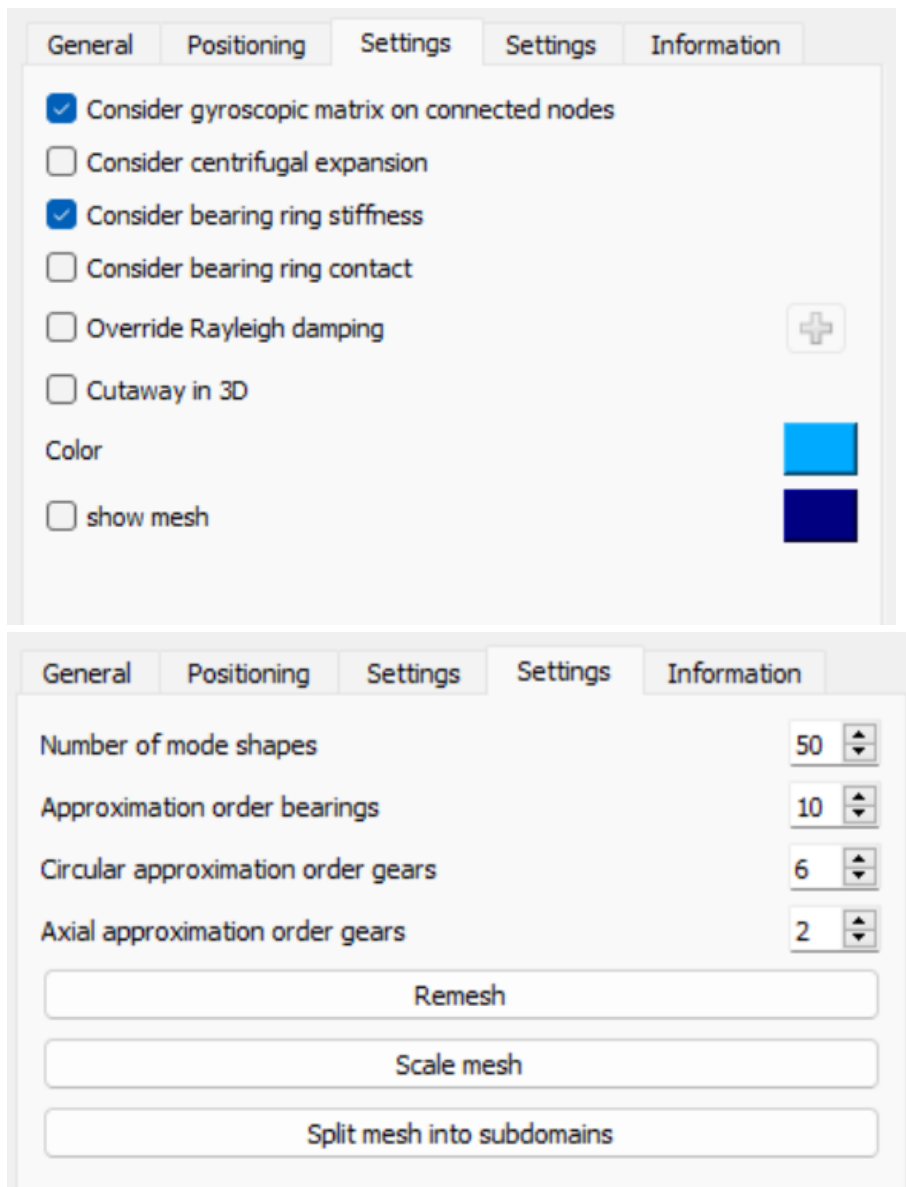 General Positioning Settings Settings Information
Consider gyroscopic matrix on connected nodes
Consider centrifugal expansion
Consider bearing ring stiffness
Consider bearing ring contact
Override Rayleigh damping
Cutaway in 3D
Color
show mesh
General Positioning Settings Settings Information
Number of mode shapes 50
Approximation order bearings 10
Circular approximation order gears 6
Axial approximation order gears 2
Remesh
Scale mesh
Split mesh into subdomains